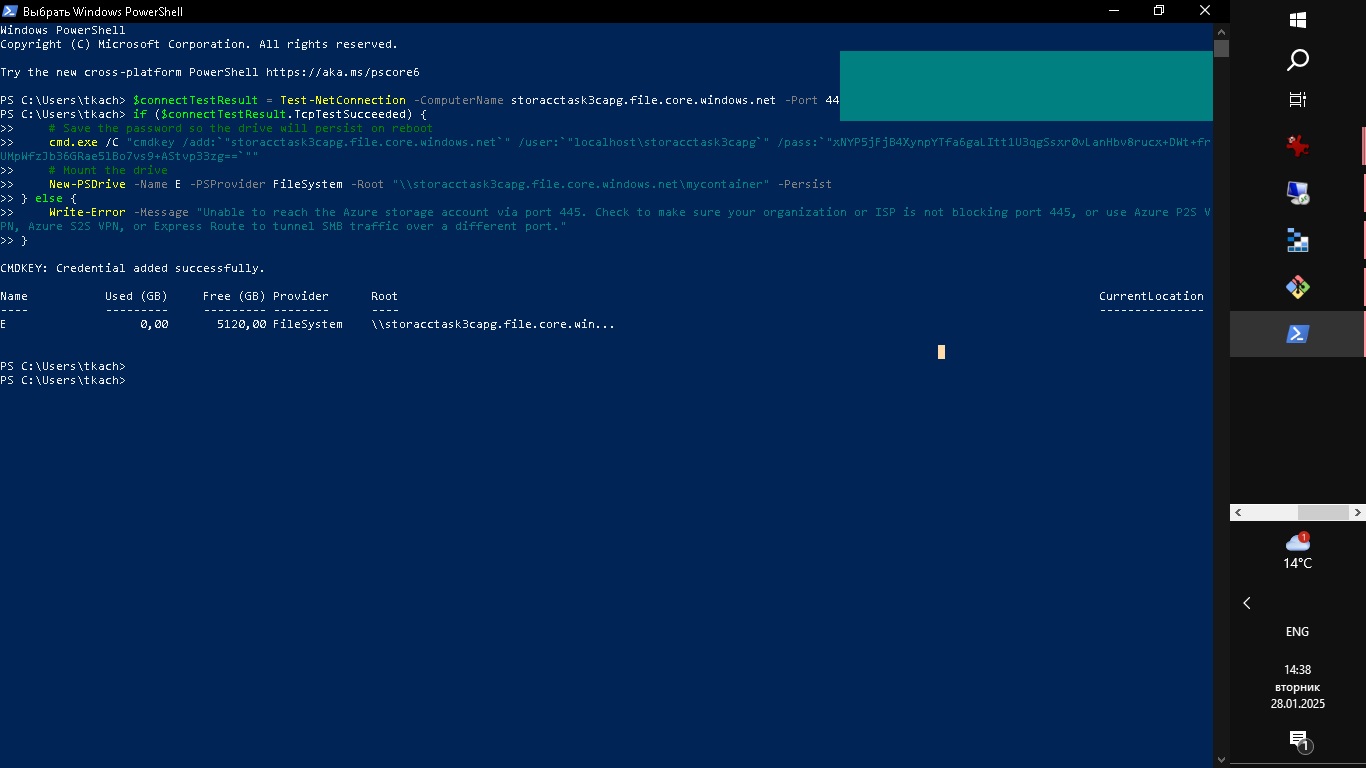 Выбрать Windows PowerShell
Windows PowerShell
Copyright (C) Microsoft Corporation. All rights reserved.
Try the new cross-platform PowerShell https://aka.ms/pscore6
PS C:\Users\tkach> $connectTestResult = Test-NetConnection -ComputerName storacctask3capg.file.core.windows.net -Port 44
PS C:\Users\tkach> if ($connectTestResult.TcpTestSucceeded) {
>>     # Save the password so the drive will persist on reboot
>>     cmd.exe /C "cmdkey /add:`"storacctask3capg.file.core.windows.net`" /user:`"localhost\storacctask3capg`" /pass:`"
>>     # Mount the drive
>>     New-PSDrive -Name E -PSProvider FileSystem -Root "\\storacctask3capg.file.core.windows.net\mycontainer" -Persist
>> } else {
>>     Write-Error -Message "Unable to reach the Azure storage account via port 445. Check to make sure your organization or ISP is not blocking port 445, or use Azure P2S V
PN, Azure S2S VPN, or Express Route to tunnel SMB traffic over a different port."
>> }
CMDKEY: Credential added successfully.
Name Used (GB) Free (GB) Provider Root CurrentLocation
---- --------- --------- -------- ---- ---------------
E 0,00 5120,00 FileSystem \\storacctask3capg.file.core.win...
PS C:\Users\tkach>
PS C:\Users\tkach>
1
14°C
ENG
14:38
вторник
28.01.2025
1